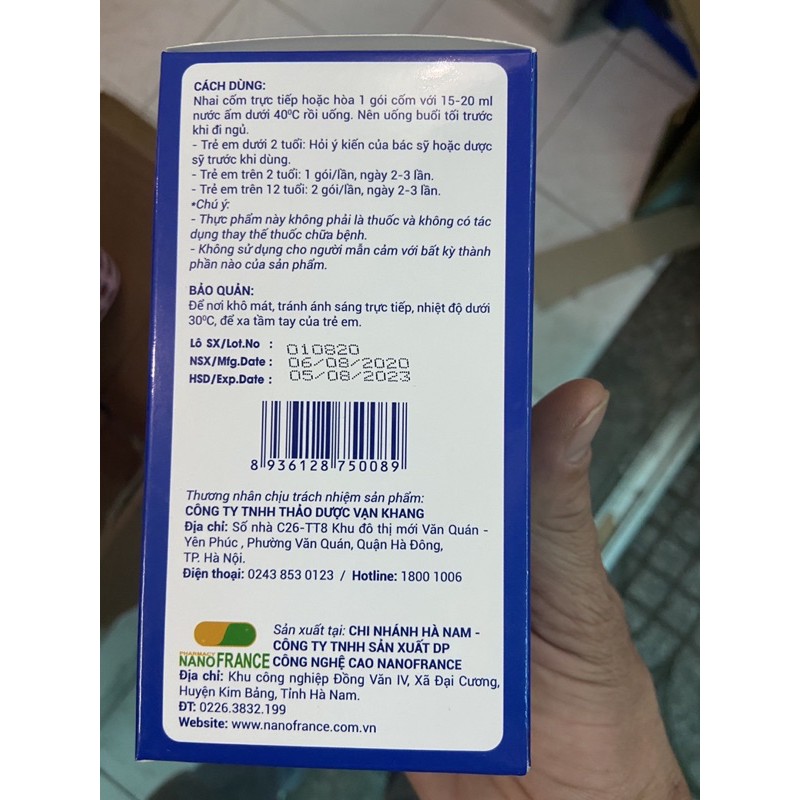 CÁCH DÙNG:
Nhai cốm trực tiếp hoặc hòa 1 gói cốm với 15-20 ml
nước ấm dưới 40⁰C rồi uống. Nên uống buổi tối trước
khi đi ngủ.
- Trẻ em dưới 2 tuổi: Hỏi ý kiến của bác sỹ hoặc dược
sỹ trước khi dùng.
- Trẻ em trên 2 tuổi: 1 gói/lần, ngày 2-3 lần.
- Trẻ em trên 12 tuổi: 2 gói/lần, ngày 2-3 lần.
*Chú ý:
- Thực phẩm này không phải là thuốc và không có tác
dụng thay thế thuốc chữa bệnh.
- Không sử dụng cho người mẫn cảm với bất kỳ thành
phần nào của sản phẩm.
BẢO QUẢN:
Để nơi khô mát, tránh ánh sáng trực tiếp, nhiệt độ dưới
30⁰C, để xa tầm tay của trẻ em.
Lô SX/Lot.No : 010820
NSX/Mfg.Date : 06/08/2020
HSD/Exp.Date : 05/08/2023
8 936128 750089
Thương nhân chịu trách nhiệm sản phẩm:
CÔNG TY TNHH THẢO DƯỢC VẠN KHANG
Địa chỉ: Số nhà C26-TT8 Khu đô thị mới Văn Quán -
Yên Phúc , Phường Văn Quán, Quận Hà Đông,
TP. Hà Nội.
Điện thoại: 0243 853 0123 / Hotline: 1800 1006
PHARMACY
NANOFRANCE
Sản xuất tại: CHI NHÁNH HÀ NAM -
CÔNG TY TNHH SẢN XUẤT DP
CÔNG NGHỆ CAO NANOFRANCE
Địa chỉ: Khu công nghiệp Đồng Văn IV, Xã Đại Cương,
Huyện Kim Bảng, Tỉnh Hà Nam.
ĐT: 0226.3832.199
Website: www.nanofrance.com.vn